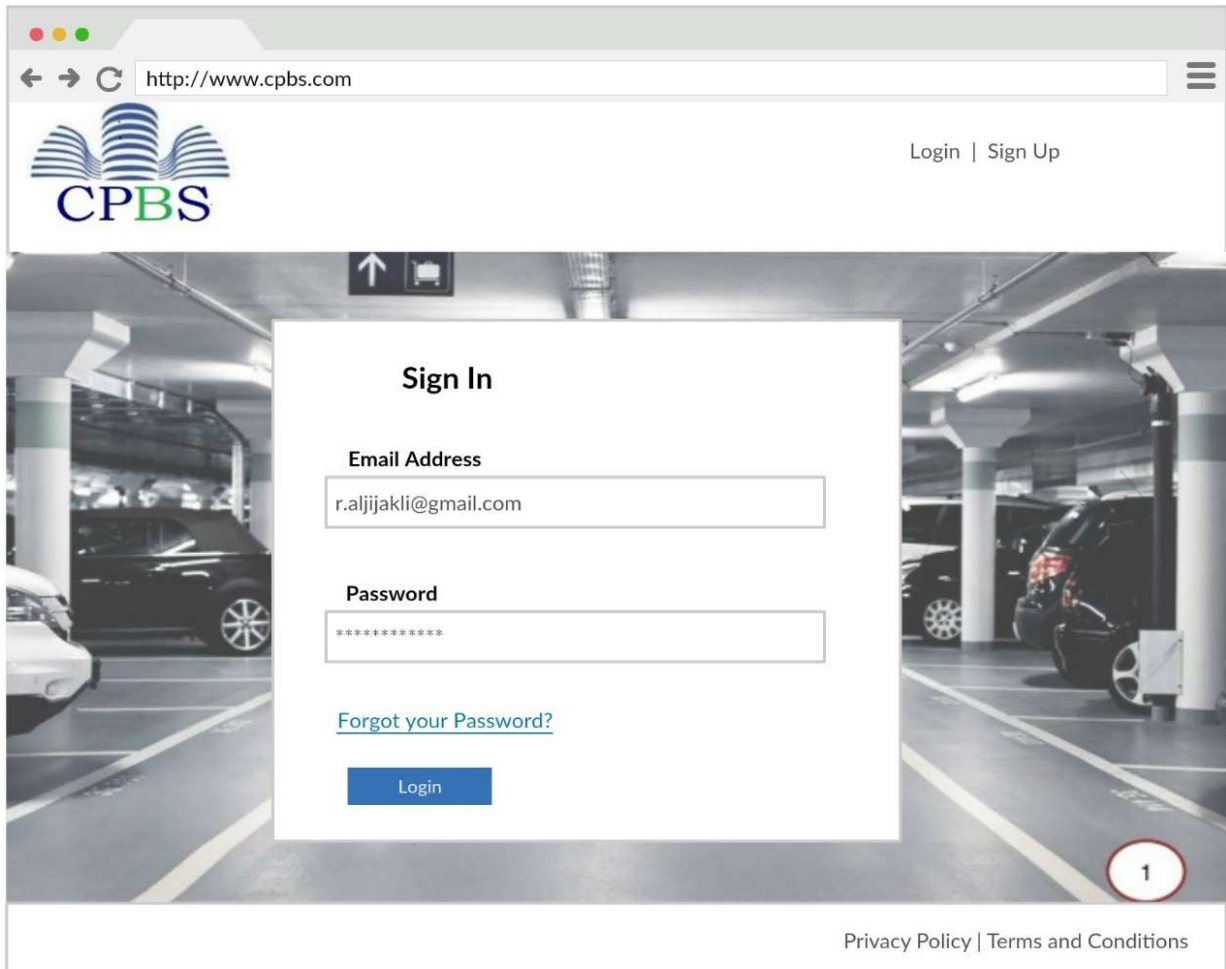 http://www.cpbs.com
CPBS
Login | Sign Up
Sign In
Email Address
r.aljijakli@gmail.com
Password
************
Forgot your Password?
Login
1
Privacy Policy | Terms and Conditions